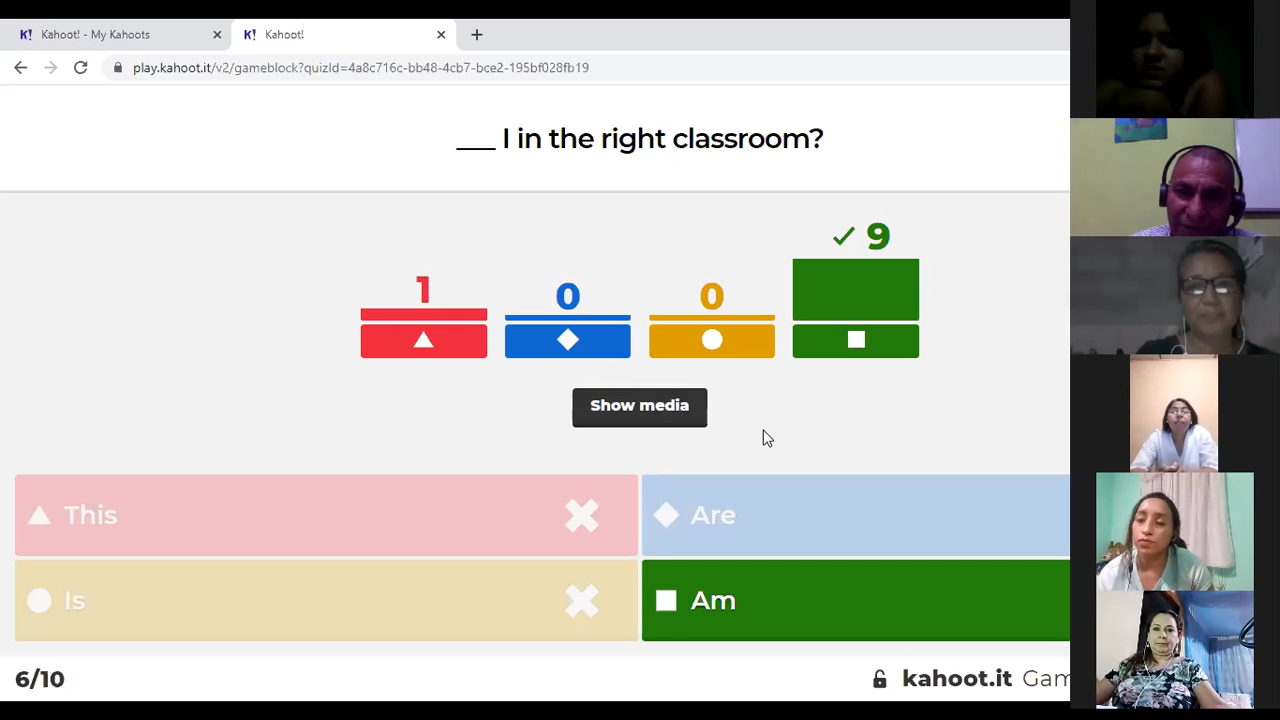 K! Kahoot! - My Kahoots
K! Kahoot!
play.kahoot.it/v2/gameblock?quizId=4a8c716c-bb48-4cb7-bce2-195bf028fb19
___ I in the right classroom?
1
0
0
9
Show media
This
Are
Is
Am
6/10
kahoot.it Gam